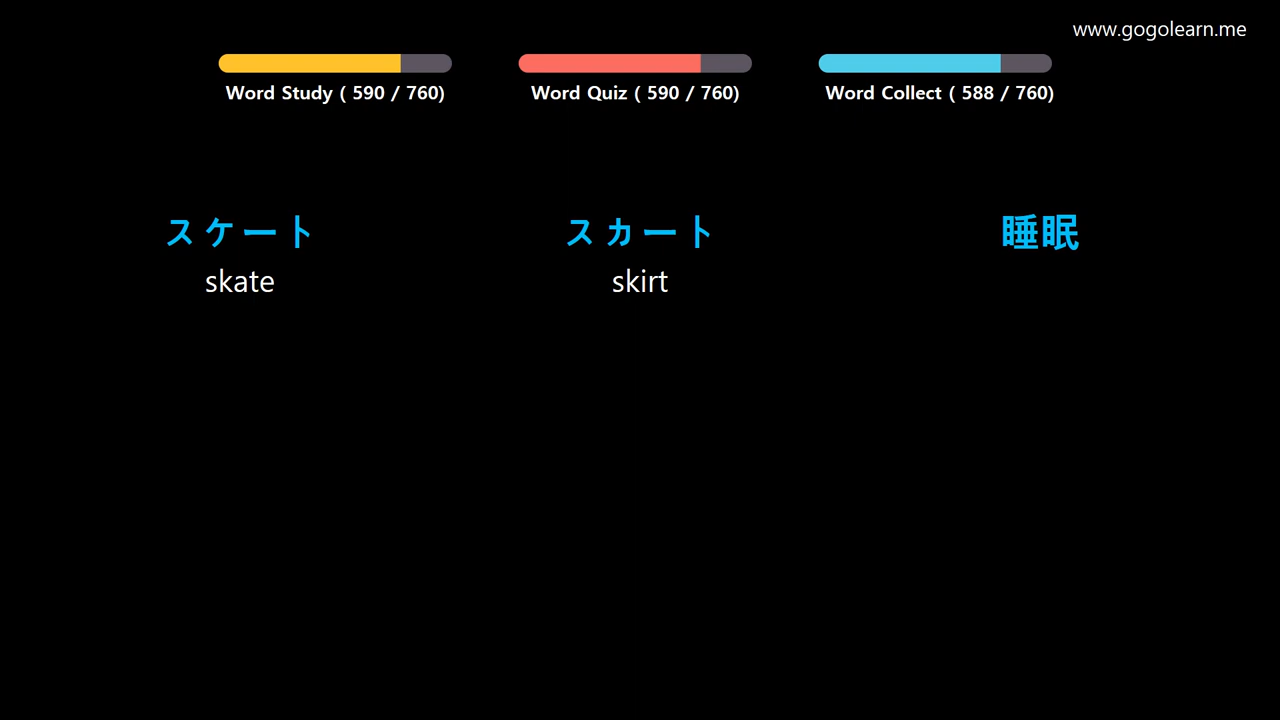 www.gogolearn.me
Word Study ( 590 / 760)
Word Quiz ( 590 / 760)
Word Collect ( 588 / 760)
スケート
skate
スカート
skirt
睡眠